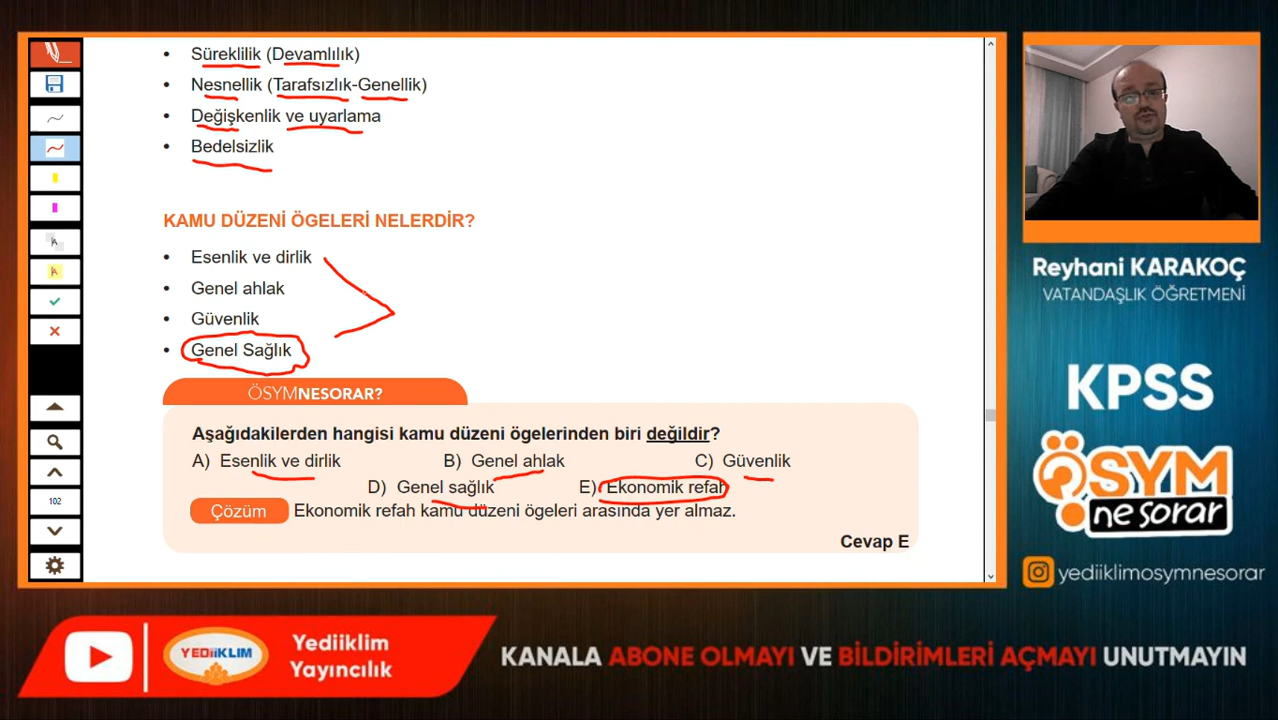 • Süreklilik (Devamlılık)
• Nesnellik (Tarafsızlık-Genellik)
• Değişkenlik ve uyarlama
• Bedelsizlik
KAMU DÜZENİ ÖGELERİ NELERDİR?
• Esenlik ve dirlik
• Genel ahlak
• Güvenlik
• Genel Sağlık
ÖSYMNESORAR?
Aşağıdakilerden hangisi kamu düzeni ögelerinden biri değildir?
A) Esenlik ve dirlik B) Genel ahlak C) Güvenlik
D) Genel sağlık E) Ekonomik refah
Çözüm Ekonomik refah kamu düzeni ögeleri arasında yer almaz.
Cevap E
102
Reyhani KARAKOÇ
VATANDAŞLIK ÖĞRETMENİ
KPSS
ÖSYM
ne sorar
yediiklimosymnesorar
YEDİİKLİM
Yediiklim
Yayıncılık
KANALA ABONE OLMAYI VE BİLDİRİMLERİ AÇMAYI UNUTMAYIN